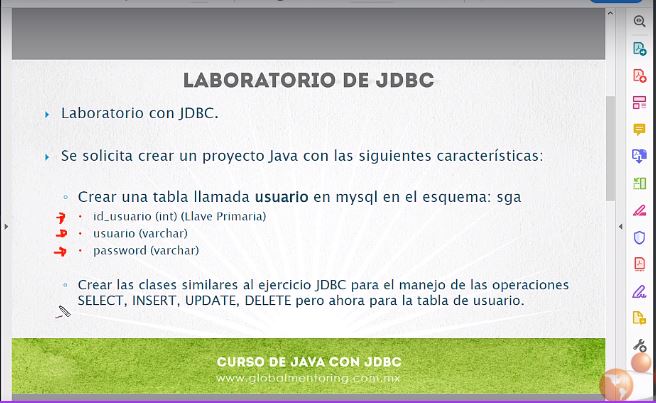 LABORATORIO DE JDBC
Laboratorio con JDBC.
Se solicita crear un proyecto Java con las siguientes características:
Crear una tabla llamada usuario en mysql en el esquema: sga
id_usuario (int) (Llave Primaria)
usuario (varchar)
password (varchar)
Crear las clases similares al ejercicio JDBC para el manejo de las operaciones
SELECT, INSERT, UPDATE, DELETE pero ahora para la tabla de usuario.
CURSO DE JAVA CON JDBC
www.globalmentoring.com.mx